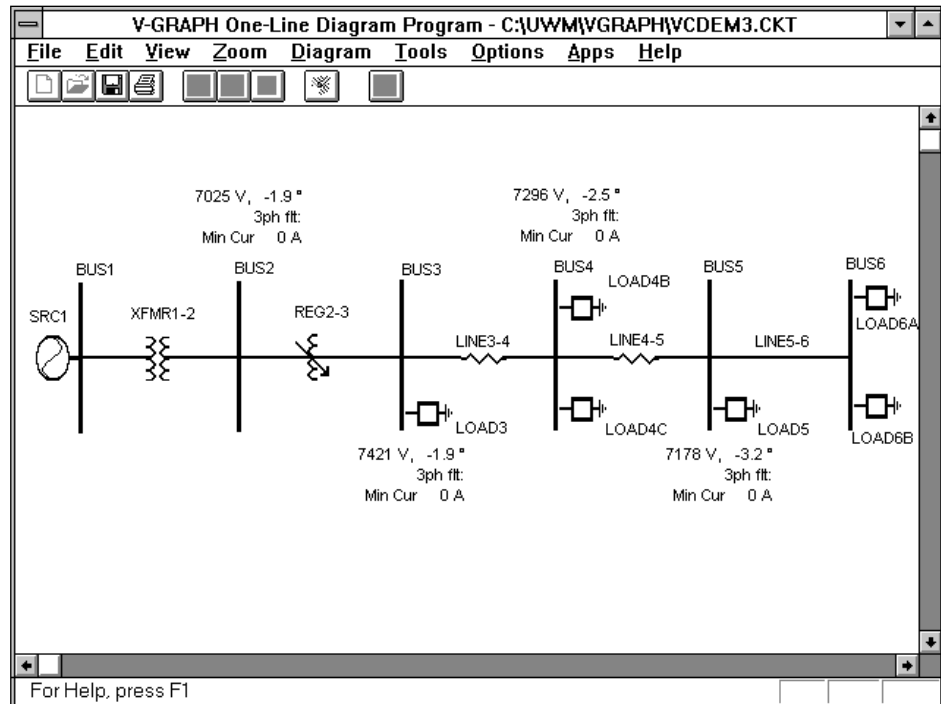 V-GRAPH One-Line Diagram Program - C:\UWM\VGRAPH\VCDEM3.CKT
File Edit View Zoom Diagram Tools Options Apps Help
7025 V, -1.9 °
3ph flt:
Min Cur 0 A
7296 V, -2.5 °
3ph flt:
Min Cur 0 A
BUS1
BUS2
BUS3
BUS4
BUS5
BUS6
LOAD4B
SRC1
XFMR1-2
REG2-3
LOAD6A
LINE3-4
LINE4-5
LINE5-6
LOAD3
LOAD4C
LOAD5
LOAD6B
7421 V, -1.9 °
3ph flt:
Min Cur 0 A
7178 V, -3.2 °
3ph flt:
Min Cur 0 A
For Help, press F1